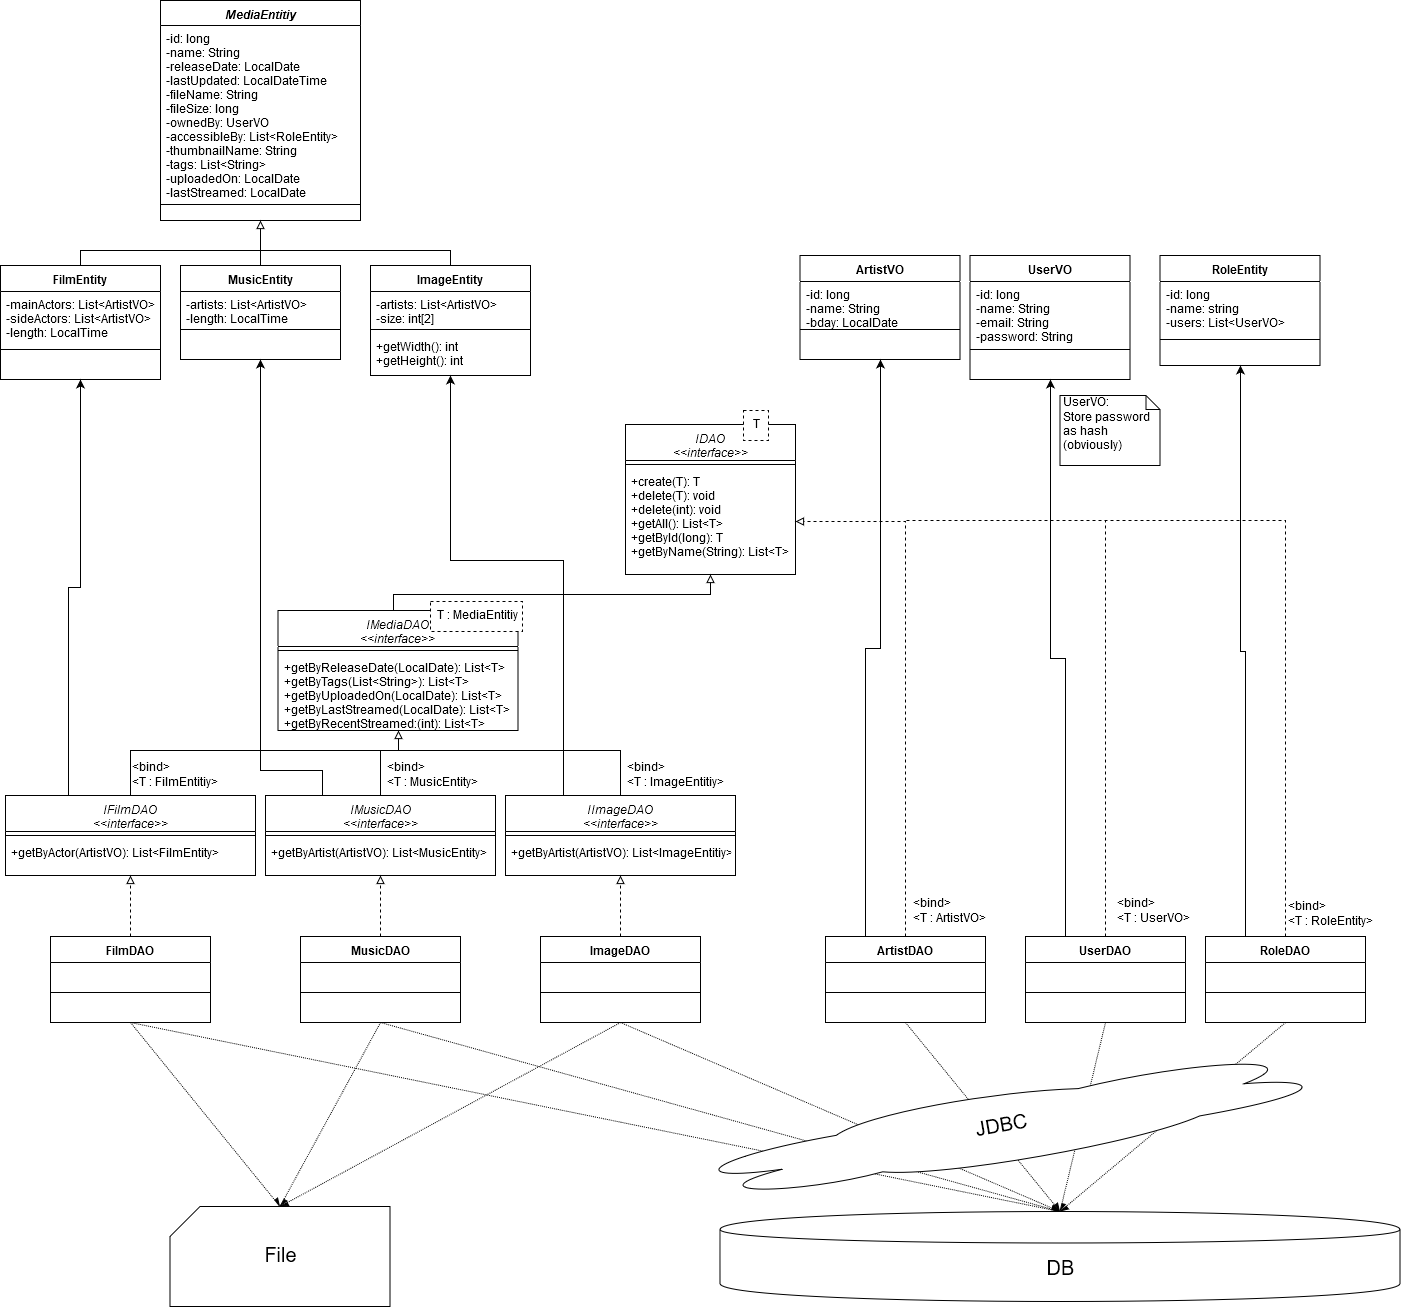 MediaEntitiy
-id: long
-name: String
-releaseDate: LocalDate
-lastUpdated: LocalDateTime
-fileName: String
-fileSize: long
-ownedBy: UserVO
-accessibleBy: List<RoleEntity>
-thumbnailName: String
-tags: List<String>
-uploadedOn: LocalDate
-lastStreamed: LocalDate
FilmEntity
-mainActors: List<ArtistVO>
-sideActors: List<ArtistVO>
-length: LocalTime
MusicEntity
-artists: List<ArtistVO>
-length: LocalTime
ImageEntity
-artists: List<ArtistVO>
-size: int[2]
+getWidth(): int
+getHeight(): int
ArtistVO
-id: long
-name: String
-bday: LocalDate
UserVO
-id: long
-name: String
-email: String
-password: String
RoleEntity
-id: long
-name: string
-users: List<UserVO>
UserVO:
Store password
as hash
(obviously)
T
IDAO
<<interface>>
+create(T): T
+delete(T): void
+delete(int): void
+getAll(): List<T>
+getById(long): T
+getByName(String): List<T>
T : MediaEntitiy
IMediaDAO
<<interface>>
+getByReleaseDate(LocalDate): List<T>
+getByTags(List<String>): List<T>
+getByUploadedOn(LocalDate): List<T>
+getByLastStreamed(LocalDate): List<T>
+getByRecentStreamed:(int): List<T>
<bind>
<T : FilmEntitiy>
<bind>
<T : MusicEntity>
<bind>
<T : ImageEntitiy>
IFilmDAO
<<interface>>
+getByActor(ArtistVO): List<FilmEntity>
IMusicDAO
<<interface>>
+getByArtist(ArtistVO): List<MusicEntity>
IImageDAO
<<interface>>
+getByArtist(ArtistVO): List<ImageEntitiy>
<bind>
<T : ArtistVO>
<bind>
<T : UserVO>
<bind>
<T : RoleEntity>
FilmDAO
MusicDAO
ImageDAO
ArtistDAO
UserDAO
RoleDAO
JDBC
File
DB